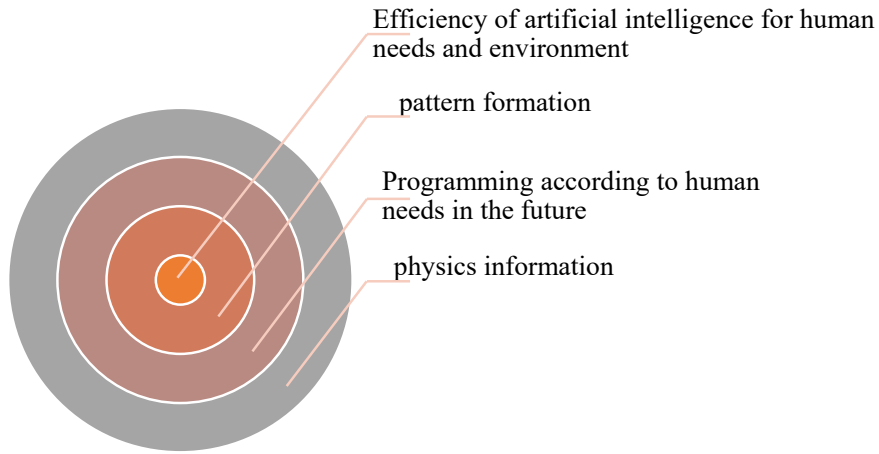 Efficiency of artificial intelligence for human
needs and environment
pattern formation
Programming according to human
needs in the future
physics information